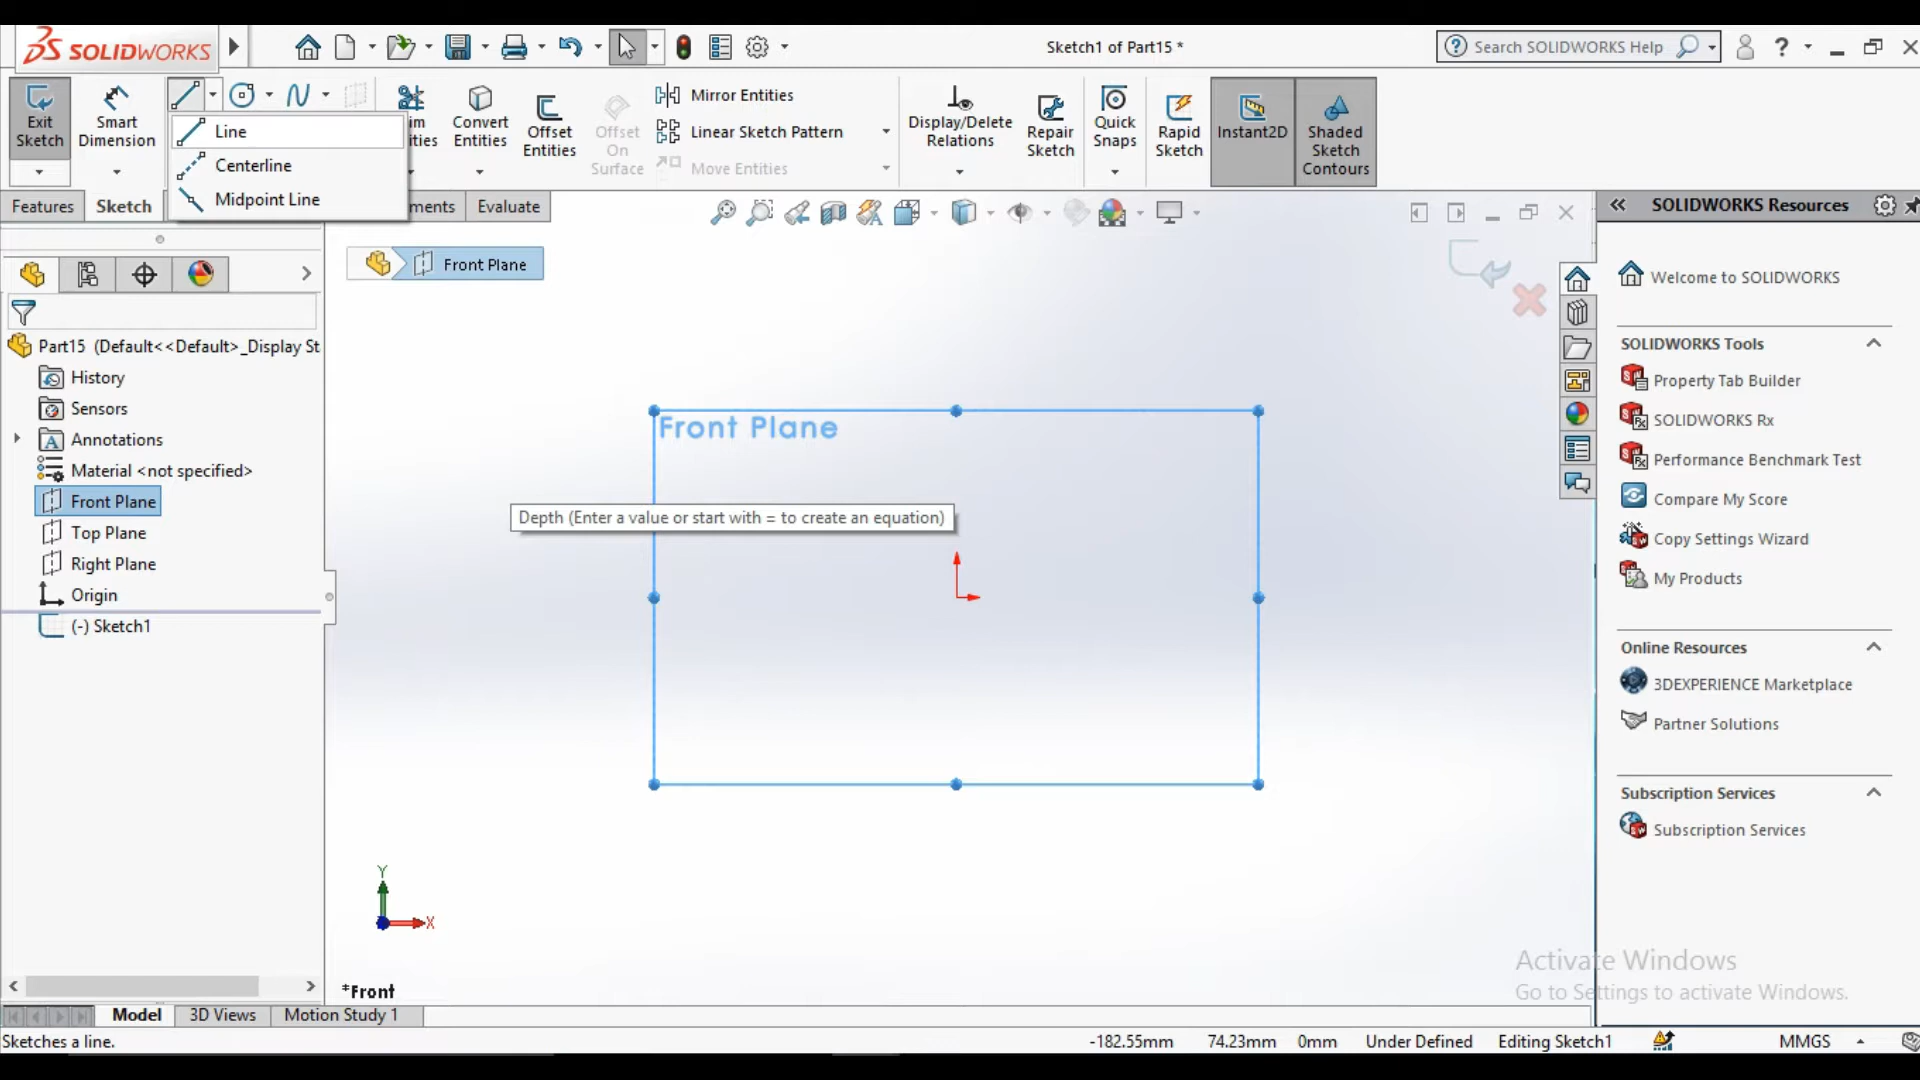 SOLIDWORKS
Sketch1 of Part15 *
Search SOLIDWORKS Help
?
Exit Sketch
Smart Dimension
Line
Centerline
Midpoint Line
Convert Entities
Offset Entities
Offset On Surface
Mirror Entities
Linear Sketch Pattern
Move Entities
Display/Delete Relations
Repair Sketch
Quick Snaps
Rapid Sketch
Instant2D
Shaded Sketch Contours
Features
Sketch
ments
Evaluate
Front Plane
Part15 (Default<<Default>_Display St
History
Sensors
Annotations
Material <not specified>
Front Plane
Top Plane
Right Plane
Origin
(-) Sketch1
Front Plane
Depth (Enter a value or start with = to create an equation)
Y
X
*Front
SOLIDWORKS Resources
Welcome to SOLIDWORKS
SOLIDWORKS Tools
Property Tab Builder
SOLIDWORKS Rx
Performance Benchmark Test
Compare My Score
Copy Settings Wizard
My Products
Online Resources
3DEXPERIENCE Marketplace
Partner Solutions
Subscription Services
Subscription Services
Activate Windows
Go to Settings to activate Windows.
Model
3D Views
Motion Study 1
Sketches a line.
-182.55mm
74.23mm
0mm
Under Defined
Editing Sketch1
MMGS